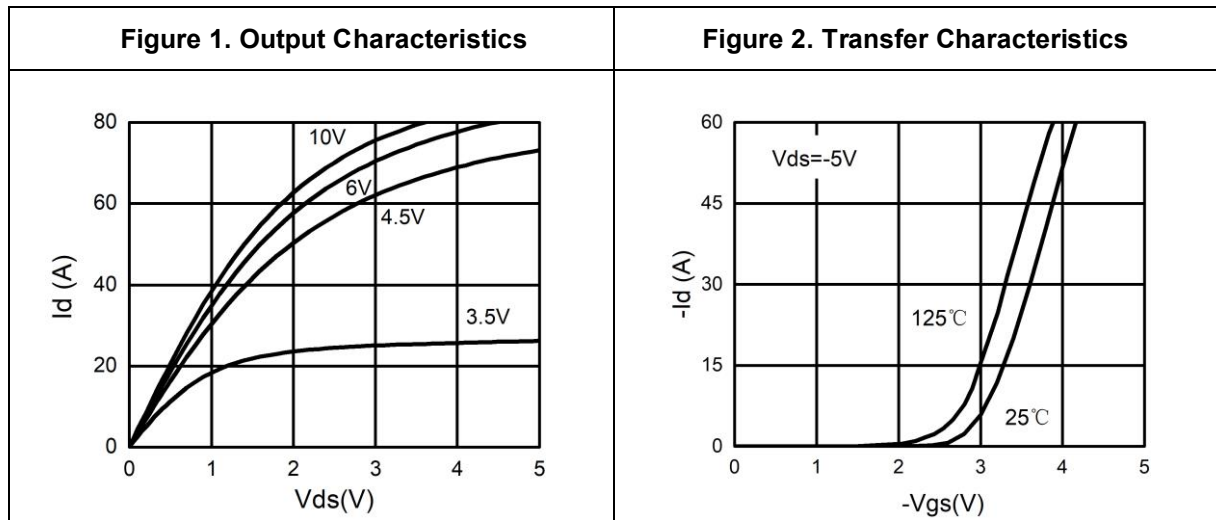 Figure 1. Output Characteristics
Figure 2. Transfer Characteristics
80
60
40
20
0
0 1 2 3 4 5
Id (A)
Vds(V)
10V
6V
4.5V
3.5V
60
45
30
15
0
0 1 2 3 4 5
-Id (A)
-Vgs(V)
Vds=-5V
125℃
25℃